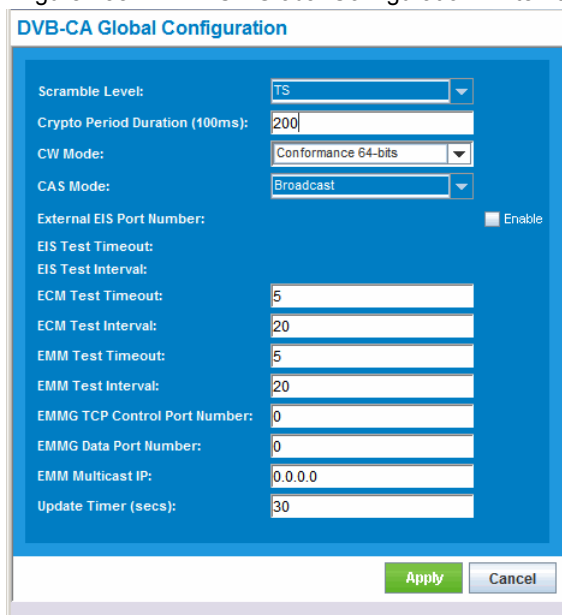 DVB-CA Global Configuration
Scramble Level: TS
Crypto Period Duration (100ms): 200
CW Mode: Conformance 64-bits
CAS Mode: Broadcast
External EIS Port Number: Enable
EIS Test Timeout:
EIS Test Interval:
ECM Test Timeout: 5
ECM Test Interval: 20
EMM Test Timeout: 5
EMM Test Interval: 20
EMMG TCP Control Port Number: 0
EMMG Data Port Number: 0
EMM Multicast IP: 0.0.0.0
Update Timer (secs): 30
Apply Cancel